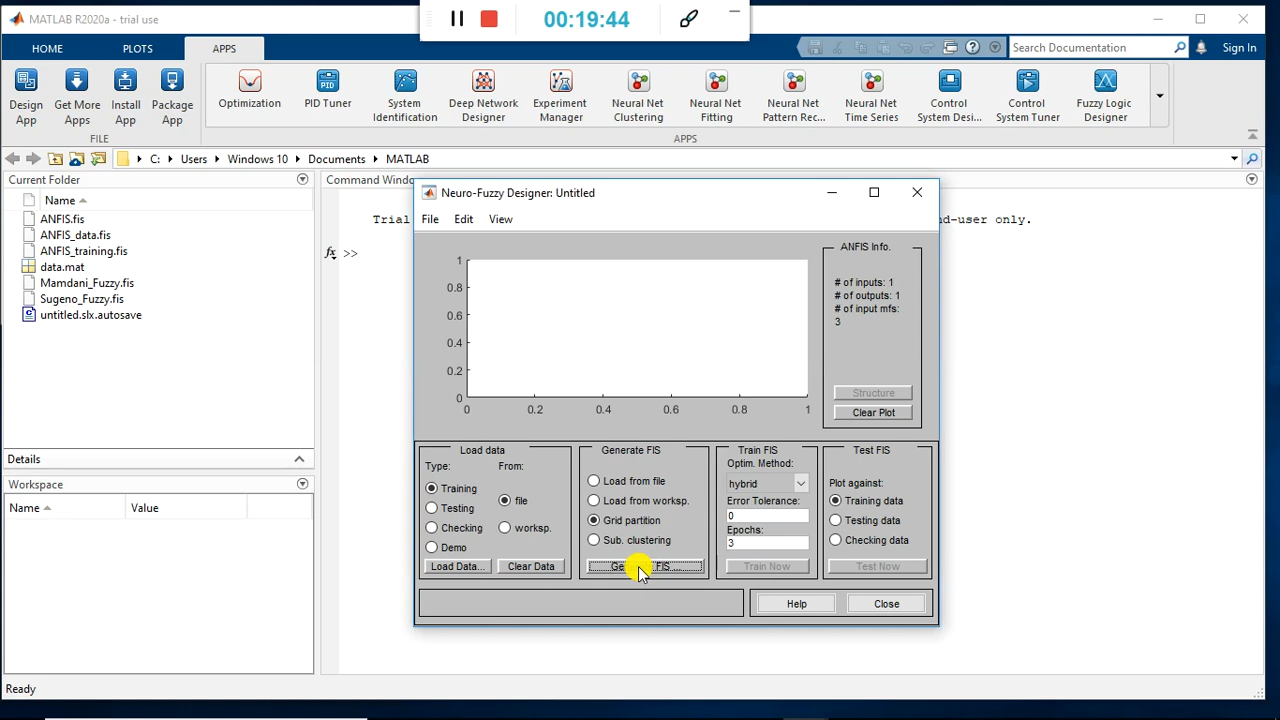 MATLAB R2020a - trial use
00:19:44
HOME
PLOTS
APPS
Search Documentation
Sign In
Design App
Get More Apps
Install App
Package App
Optimization
PID Tuner
System Identification
Deep Network Designer
Experiment Manager
Neural Net Clustering
Neural Net Fitting
Neural Net Pattern Rec...
Neural Net Time Series
Control System Desi...
Control System Tuner
Fuzzy Logic Designer
FILE
APPS
C: Users Windows 10 Documents MATLAB
Current Folder
Name
ANFIS.fis
ANFIS_data.fis
ANFIS_training.fis
data.mat
Mamdani_Fuzzy.fis
Sugeno_Fuzzy.fis
untitled.slx.autosave
Details
Workspace
Name
Value
Ready
Command
Trial
only.
fx >>
Neuro-Fuzzy Designer: Untitled
File
Edit
View
1
0.8
0.6
0.4
0.2
0
0
0.2
0.4
0.6
0.8
1
ANFIS Info.
# of inputs: 1
# of outputs: 1
# of input mfs:
3
Structure
Clear Plot
Load data
Type:
From:
Training
Testing
Checking
Demo
file
worksp.
Load Data...
Clear Data
Generate FIS
Load from file
Load from worksp.
Grid partition
Sub. clustering
FIS ...
Train FIS
Optim. Method:
hybrid
Error Tolerance:
0
Epochs:
3
Train Now
Test FIS
Plot against:
Training data
Testing data
Checking data
Test Now
Help
Close